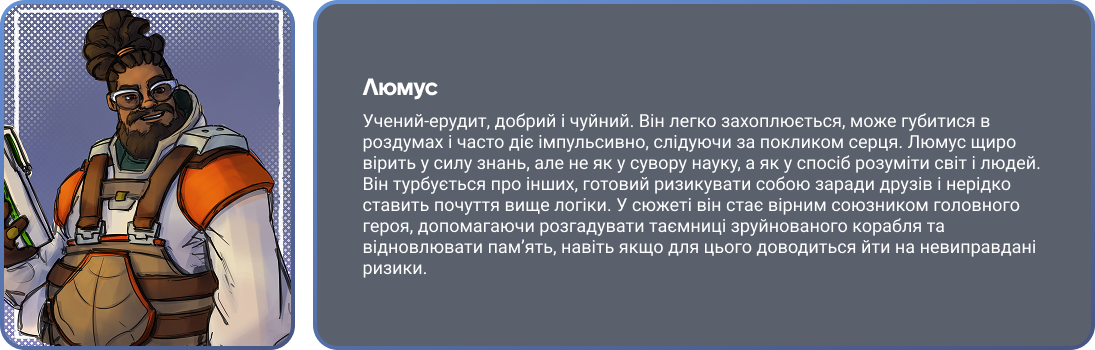 Люмус
Учений-ерудит, добрий і чуйний. Він легко захоплюється, може губитися в
роздумах і часто діє імпульсивно, слідуючи за покликом серця. Люмус щиро
вірить у силу знань, але не як у сувору науку, а як у спосіб розуміти світ і людей.
Він турбується про інших, готовий ризикувати собою заради друзів і нерідко
ставить почуття вище логіки. У сюжеті він стає вірним союзником головного
героя, допомагаючи розгадувати таємниці зруйнованого корабля та
відновлювати пам’ять, навіть якщо для цього доводиться йти на невиправдані
ризики.